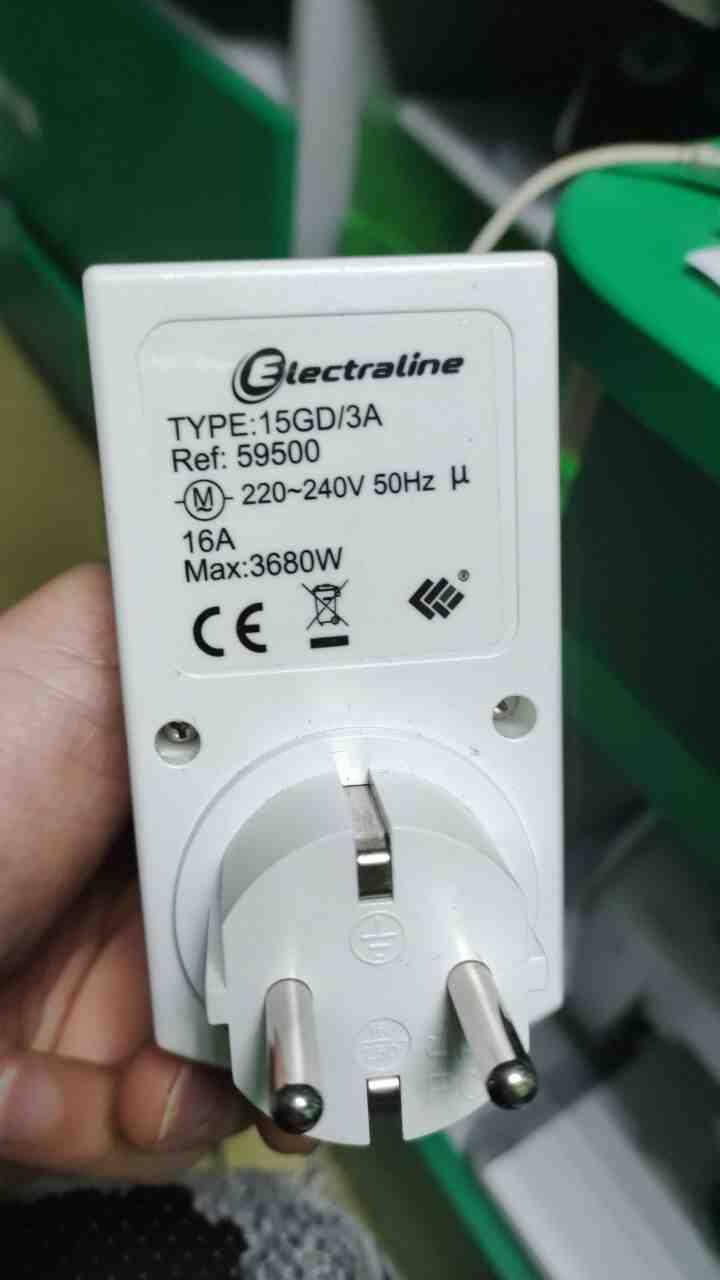 Electraline
TYPE:15GD/3A
Ref: 59500
M 220~240V 50Hz µ
16A
Max:3680W
CE